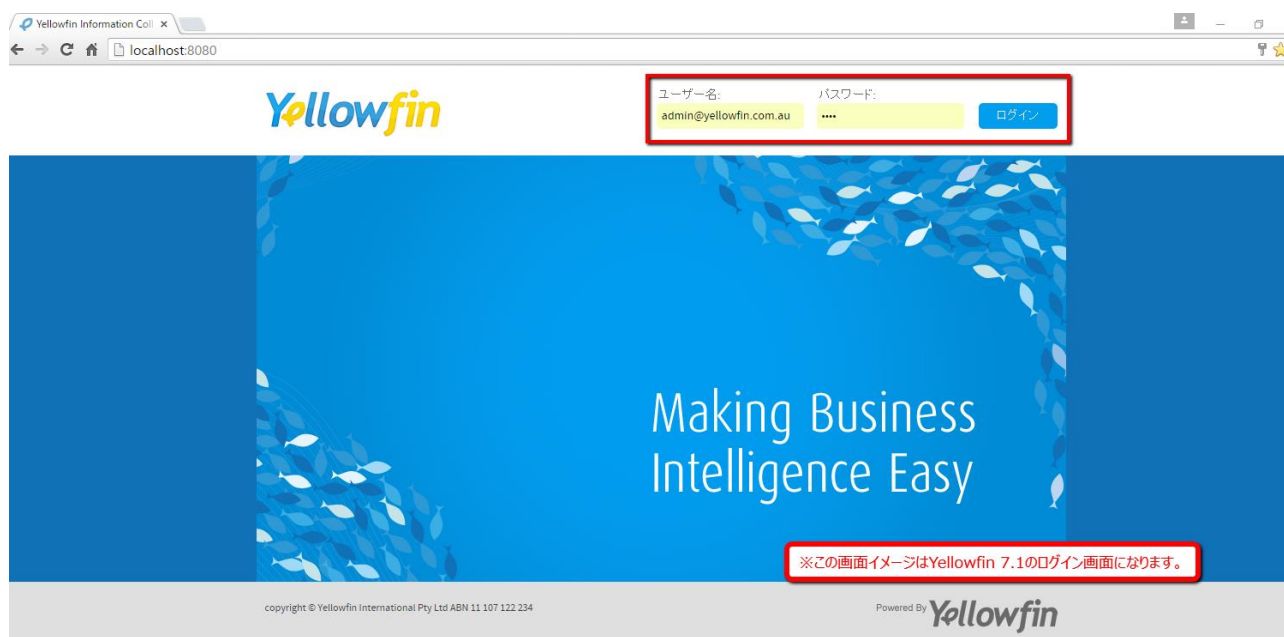 Yellowfin Information Coll
localhost:8080
Yellowfin
ユーザー名:
パスワード:
admin@yellowfin.com.au
••••
ログイン
Making Business
Intelligence Easy
※この画面イメージはYellowfin 7.1のログイン画面になります。
copyright © Yellowfin International Pty Ltd ABN 11 107 122 234
Powered By Yellowfin